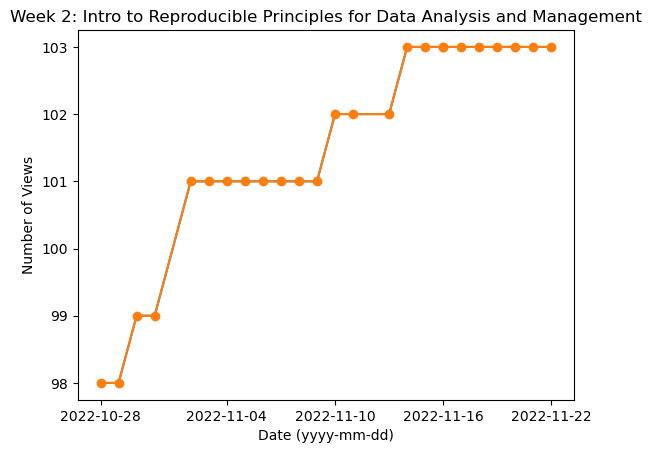 Week 2: Intro to Reproducible Principles for Data Analysis and Management
103
102
101
100
99
98
Number of Views
2022-10-28 2022-11-04 2022-11-10 2022-11-16 2022-11-22
Date (yyyy-mm-dd)